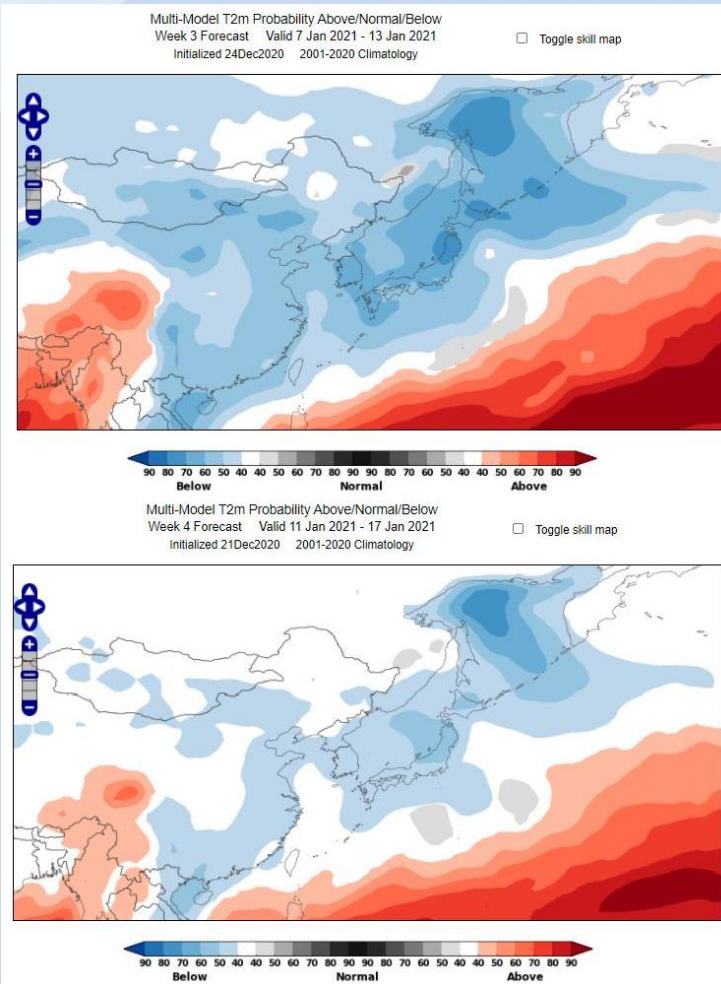 Multi-Model T2m Probability Above/Normal/Below
Week 3 Forecast Valid 7 Jan 2021 - 13 Jan 2021
Toggle skill map
Initialized 24Dec2020 2001-2020 Climatology
90 80 70 60 50 40 40 50 60 70 80 90 90 80 70 60 50 40 40 50 60 70 80 90
Below Normal Above
Multi-Model T2m Probability Above/Normal/Below
Week 4 Forecast Valid 11 Jan 2021 - 17 Jan 2021
Toggle skill map
Initialized 21Dec2020 2001-2020 Climatology
90 80 70 60 50 40 40 50 60 70 80 90 90 80 70 60 50 40 40 50 60 70 80 90
Below Normal Above